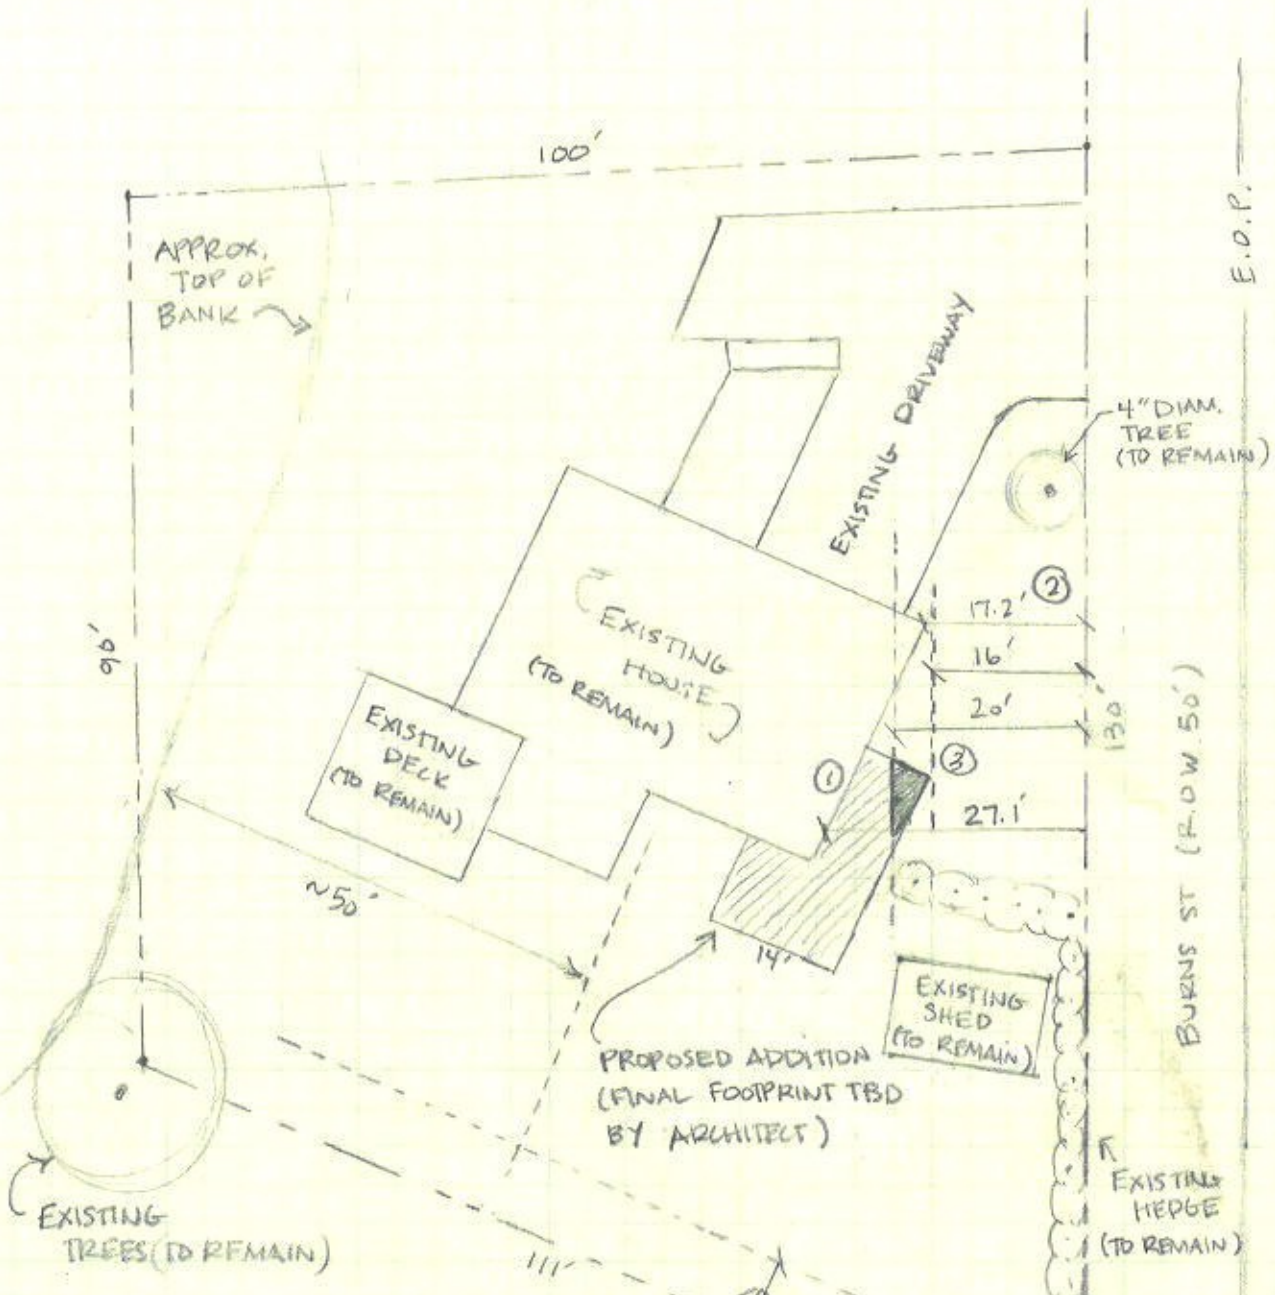 100'
APPROX.
TOP OF
BANK
E.O.P.
EXISTING DRIVEWAY
4" DIAM.
TREE
(TO REMAIN)
17.2' ②
16'
20'
③
①
27.1'
130'
BURNS ST (R.O.W. 50')
EXISTING
HOUSE
(TO REMAIN)
96'
EXISTING
DECK
(TO REMAIN)
~50'
14'
EXISTING
SHED
(TO REMAIN)
PROPOSED ADDITION
(FINAL FOOTPRINT TBD
BY ARCHITECT)
EXISTING
HEDGE
(TO REMAIN)
EXISTING
TREES (TO REMAIN)
111'